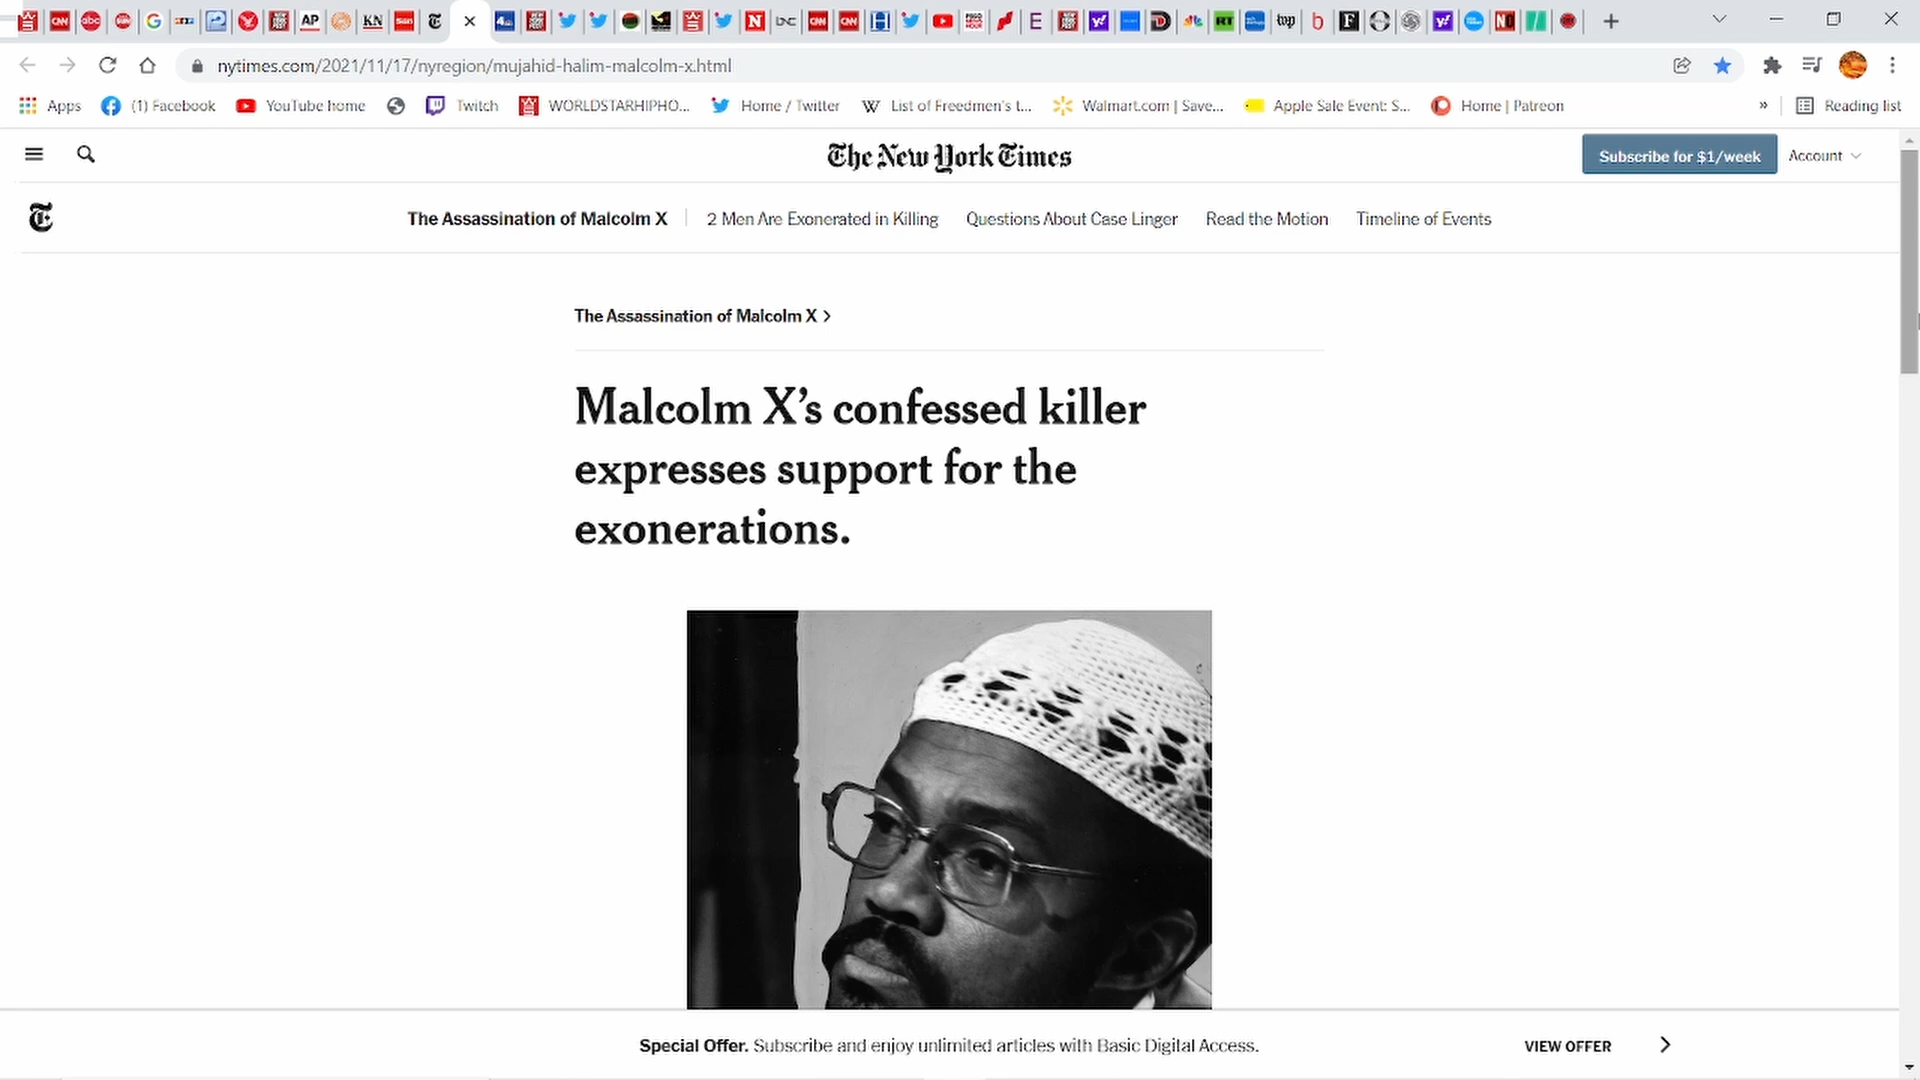 nytimes.com/2021/11/17/nyregion/mujahid-halim-malcolm-x.html
Apps
(1) Facebook
YouTube home
Twitch
WORLDSTARHIPHO...
Home / Twitter
List of Freedmen's t...
Walmart.com | Save...
Apple Sale Event: S...
Home | Patreon
»
Reading list
The New York Times
Subscribe for $1/week
Account
The Assassination of Malcolm X
2 Men Are Exonerated in Killing
Questions About Case Linger
Read the Motion
Timeline of Events
The Assassination of Malcolm X >
Malcolm X’s confessed killer
expresses support for the
exonerations.
Special Offer. Subscribe and enjoy unlimited articles with Basic Digital Access.
VIEW OFFER